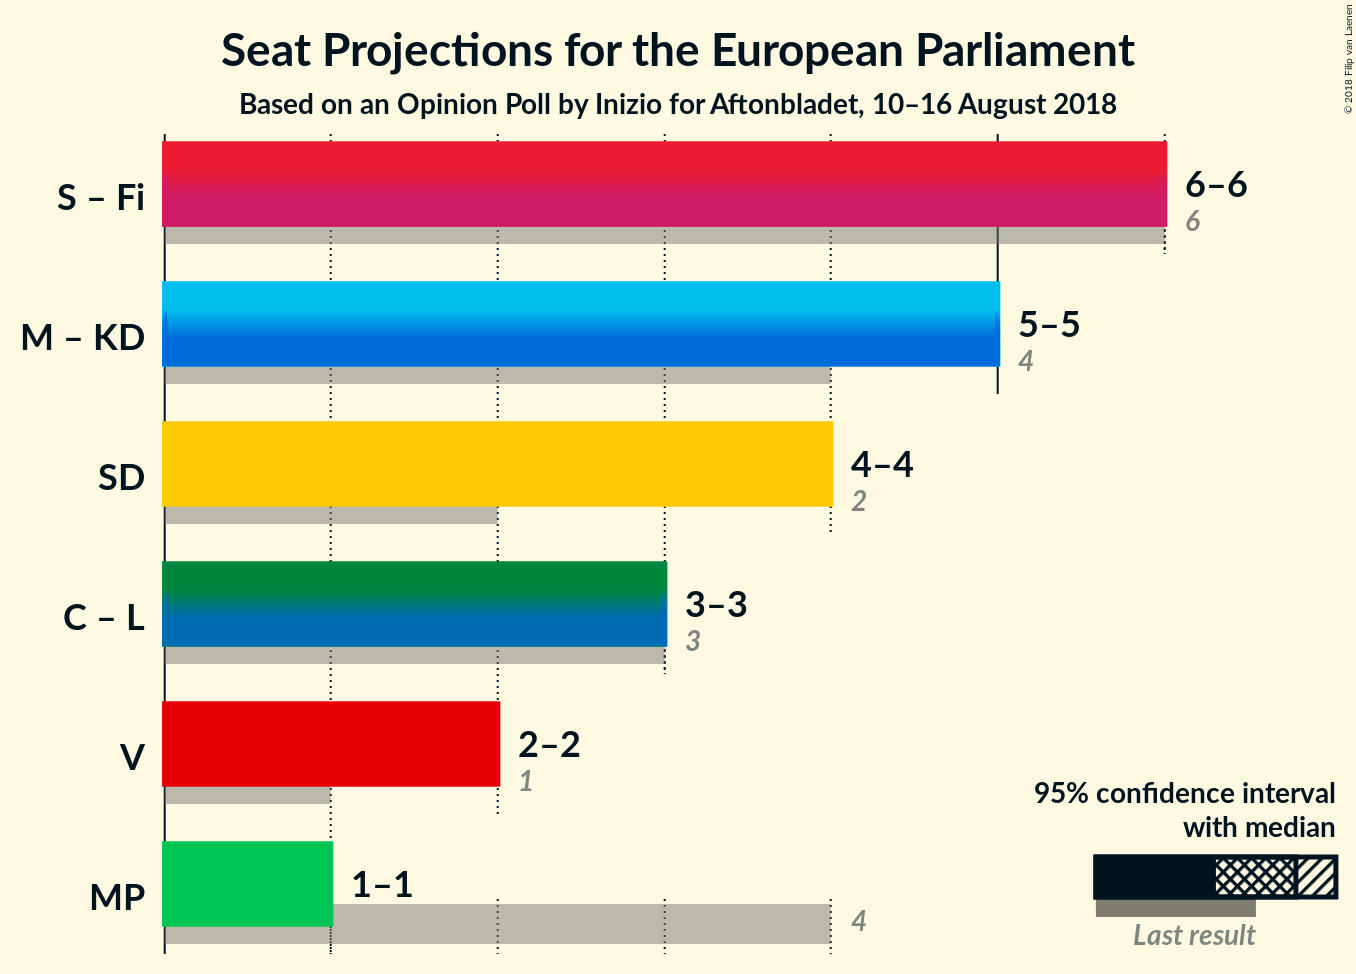 Seat Projections for the European Parliament
Based on an Opinion Poll by Inizio for Aftonbladet, 10–16 August 2018
© 2018 Filip van Laenen
S – Fi
6–6
6
M – KD
5–5
4
SD
4–4
2
C – L
3–3
3
V
2–2
1
MP
1–1
4
95% confidence interval
with median
Last result